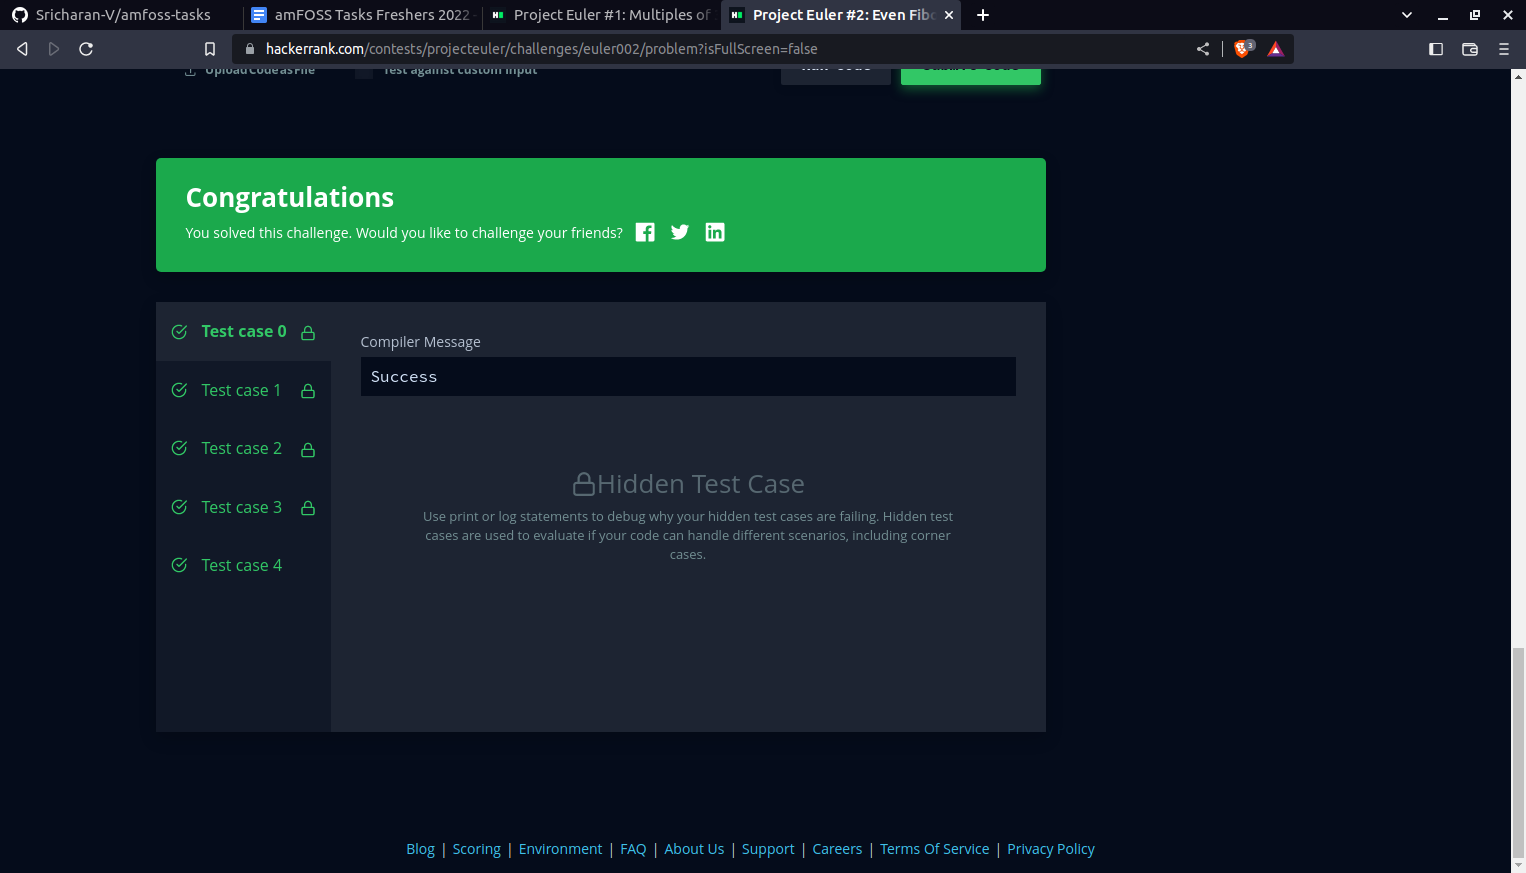 Sricharan-V/amfoss-tasks
amFOSS Tasks Freshers 2022 -
Project Euler #1: Multiples of
Project Euler #2: Even Fibo
hackerrank.com/contests/projecteuler/challenges/euler002/problem?isFullScreen=false
3
Upload Code as File
Test against custom input
Congratulations
You solved this challenge. Would you like to challenge your friends?
Test case 0
Compiler Message
Success
Test case 1
Test case 2
Test case 3
Test case 4
Hidden Test Case
Use print or log statements to debug why your hidden test cases are failing. Hidden test
cases are used to evaluate if your code can handle different scenarios, including corner
cases.
Blog | Scoring | Environment | FAQ | About Us | Support | Careers | Terms Of Service | Privacy Policy